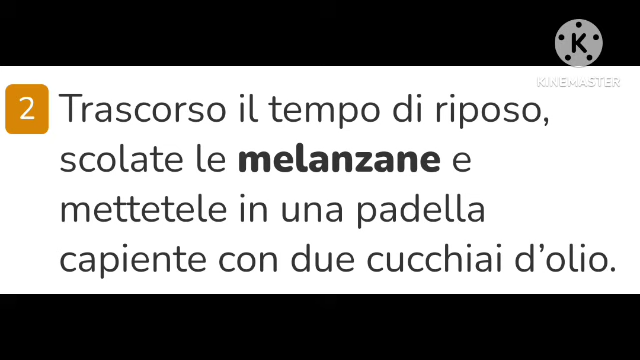 K
KINEMASTER
2
Trascorso il tempo di riposo,
scolate le melanzane e
mettetele in una padella
capiente con due cucchiai d’olio.